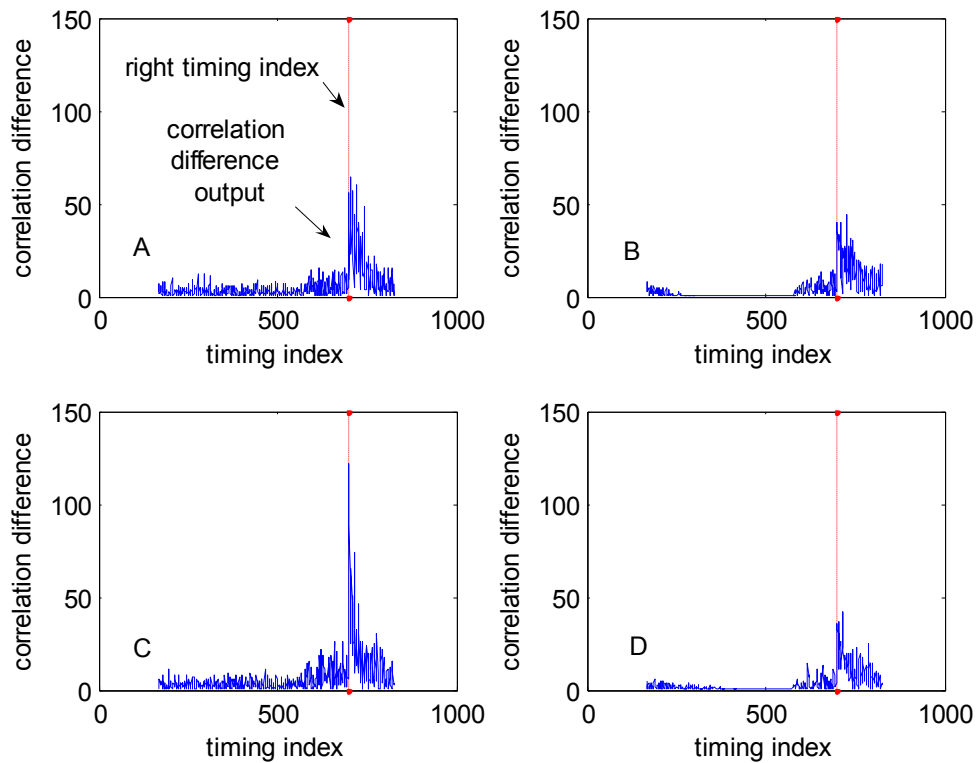 150
100
50
0
correlation difference
right timing index
correlation
difference
output
A
0
500
1000
timing index
150
100
50
0
correlation difference
B
0
500
1000
timing index
150
100
50
0
correlation difference
C
0
500
1000
timing index
150
100
50
0
correlation difference
D
0
500
1000
timing index